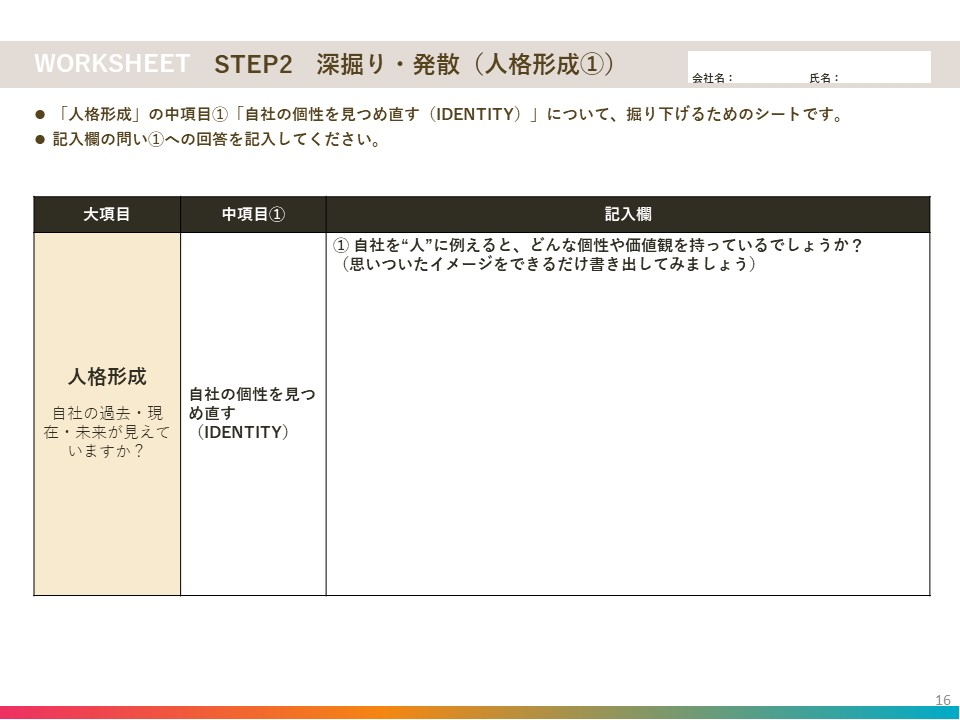 WORKSHEET STEP2 深掘り・発散（人格形成①）
会社名： 氏名：
● 「人格形成」の中項目①「自社の個性を見つめ直す（IDENTITY）」について、掘り下げるためのシートです。
● 記入欄の問い①への回答を記入してください。
大項目 中項目① 記入欄
① 自社を“人”に例えると、どんな個性や価値観を持っているでしょうか？
（思いついたイメージをできるだけ書き出してみましょう）
人格形成
自社の過去・現
在・未来が見えて
いますか？
自社の個性を見つ
め直す
（IDENTITY）
16